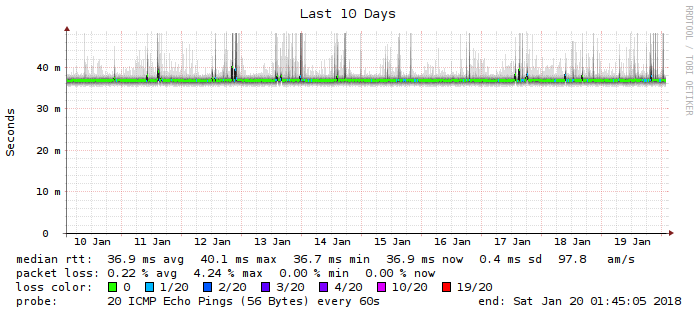 Last 10 Days
RRDTOOL / TOBI OETIKER
Seconds
40 m
30 m
20 m
10 m
0
10 Jan 11 Jan 12 Jan 13 Jan 14 Jan 15 Jan 16 Jan 17 Jan 18 Jan 19 Jan
median rtt: 36.9 ms avg 40.1 ms max 36.7 ms min 36.9 ms now 0.4 ms sd 97.8 am/s
packet loss: 0.22 % avg 4.24 % max 0.00 % min 0.00 % now
loss color: 0 1/20 2/20 3/20 4/20 10/20 19/20
probe: 20 ICMP Echo Pings (56 Bytes) every 60s end: Sat Jan 20 01:45:05 2018